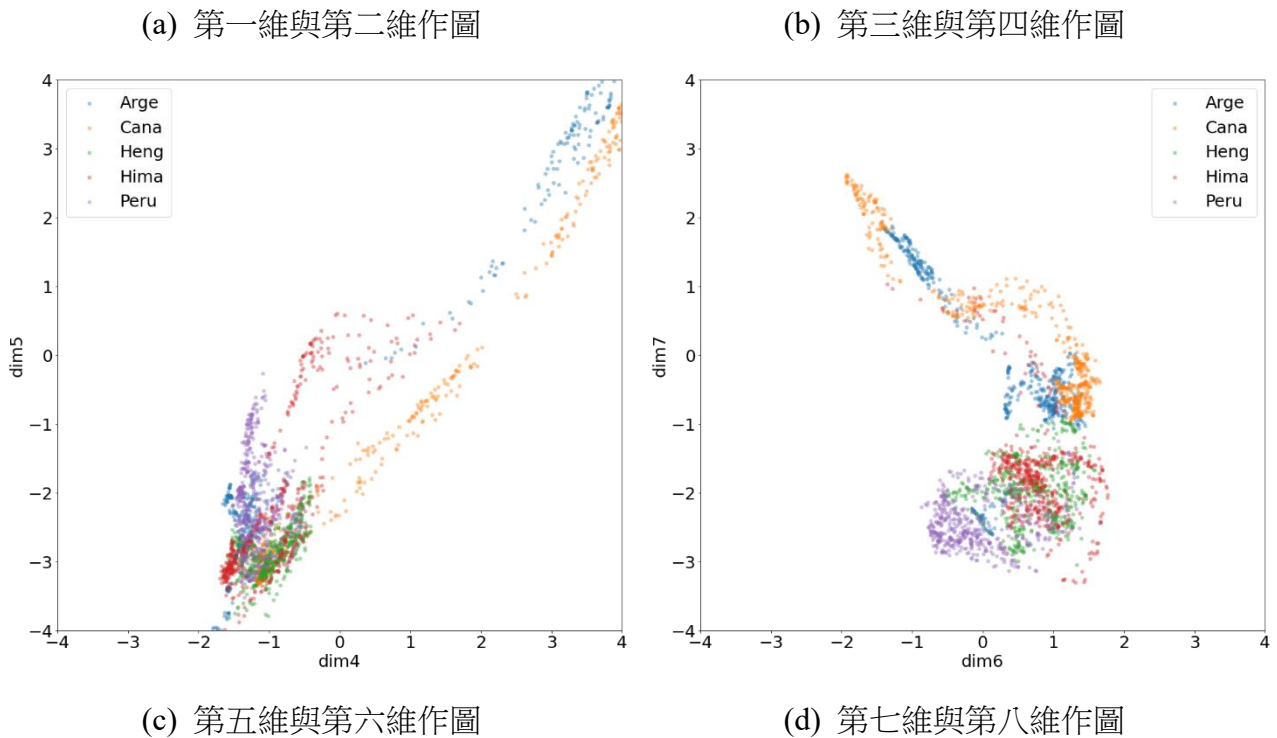 (a) 第一維與第二維作圖
(b) 第三維與第四維作圖
4
3
2
1
0
−1
−2
−3
−4
dim5
Arge
Cana
Heng
Hima
Peru
−4
−3
−2
−1
0
1
2
3
4
dim4
4
3
2
1
0
−1
−2
−3
−4
dim7
Arge
Cana
Heng
Hima
Peru
−4
−3
−2
−1
0
1
2
3
4
dim6
(c) 第五維與第六維作圖
(d) 第七維與第八維作圖